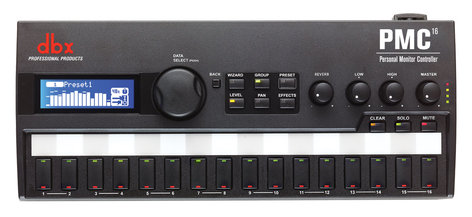 dbx
PROFESSIONAL PRODUCTS
PMC16
Personal Monitor Controller
DATA
SELECT (PUSH)
BACK
WIZARD
GROUP
PRESET
LEVEL
PAN
EFFECTS
REVERB
LOW
HIGH
MASTER
Preset1
CLEAR
SOLO
MUTE
1 2 3 4 5 6 7 8 9 10 11 12 13 14 15 16